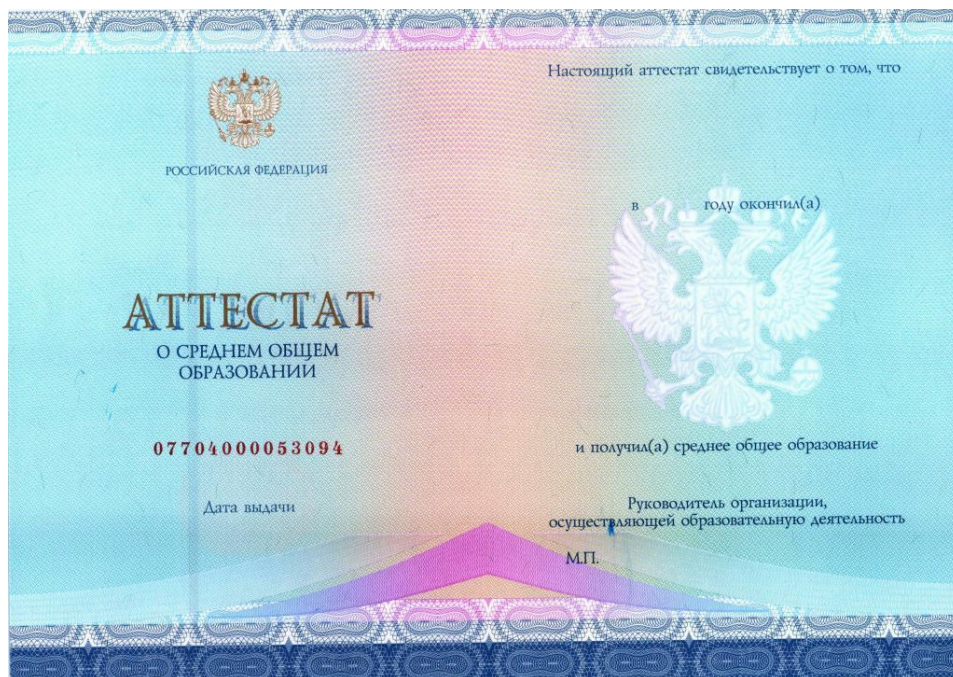 РОССИЙСКАЯ ФЕДЕРАЦИЯ
АТТЕСТАТ
О СРЕДНЕМ ОБЩЕМ
ОБРАЗОВАНИИ
07704000053094
Дата выдачи
Настоящий аттестат свидетельствует о том, что
в году окончил(а)
и получил(а) среднее общее образование
Руководитель организации,
осуществляющей образовательную деятельность
М.П.